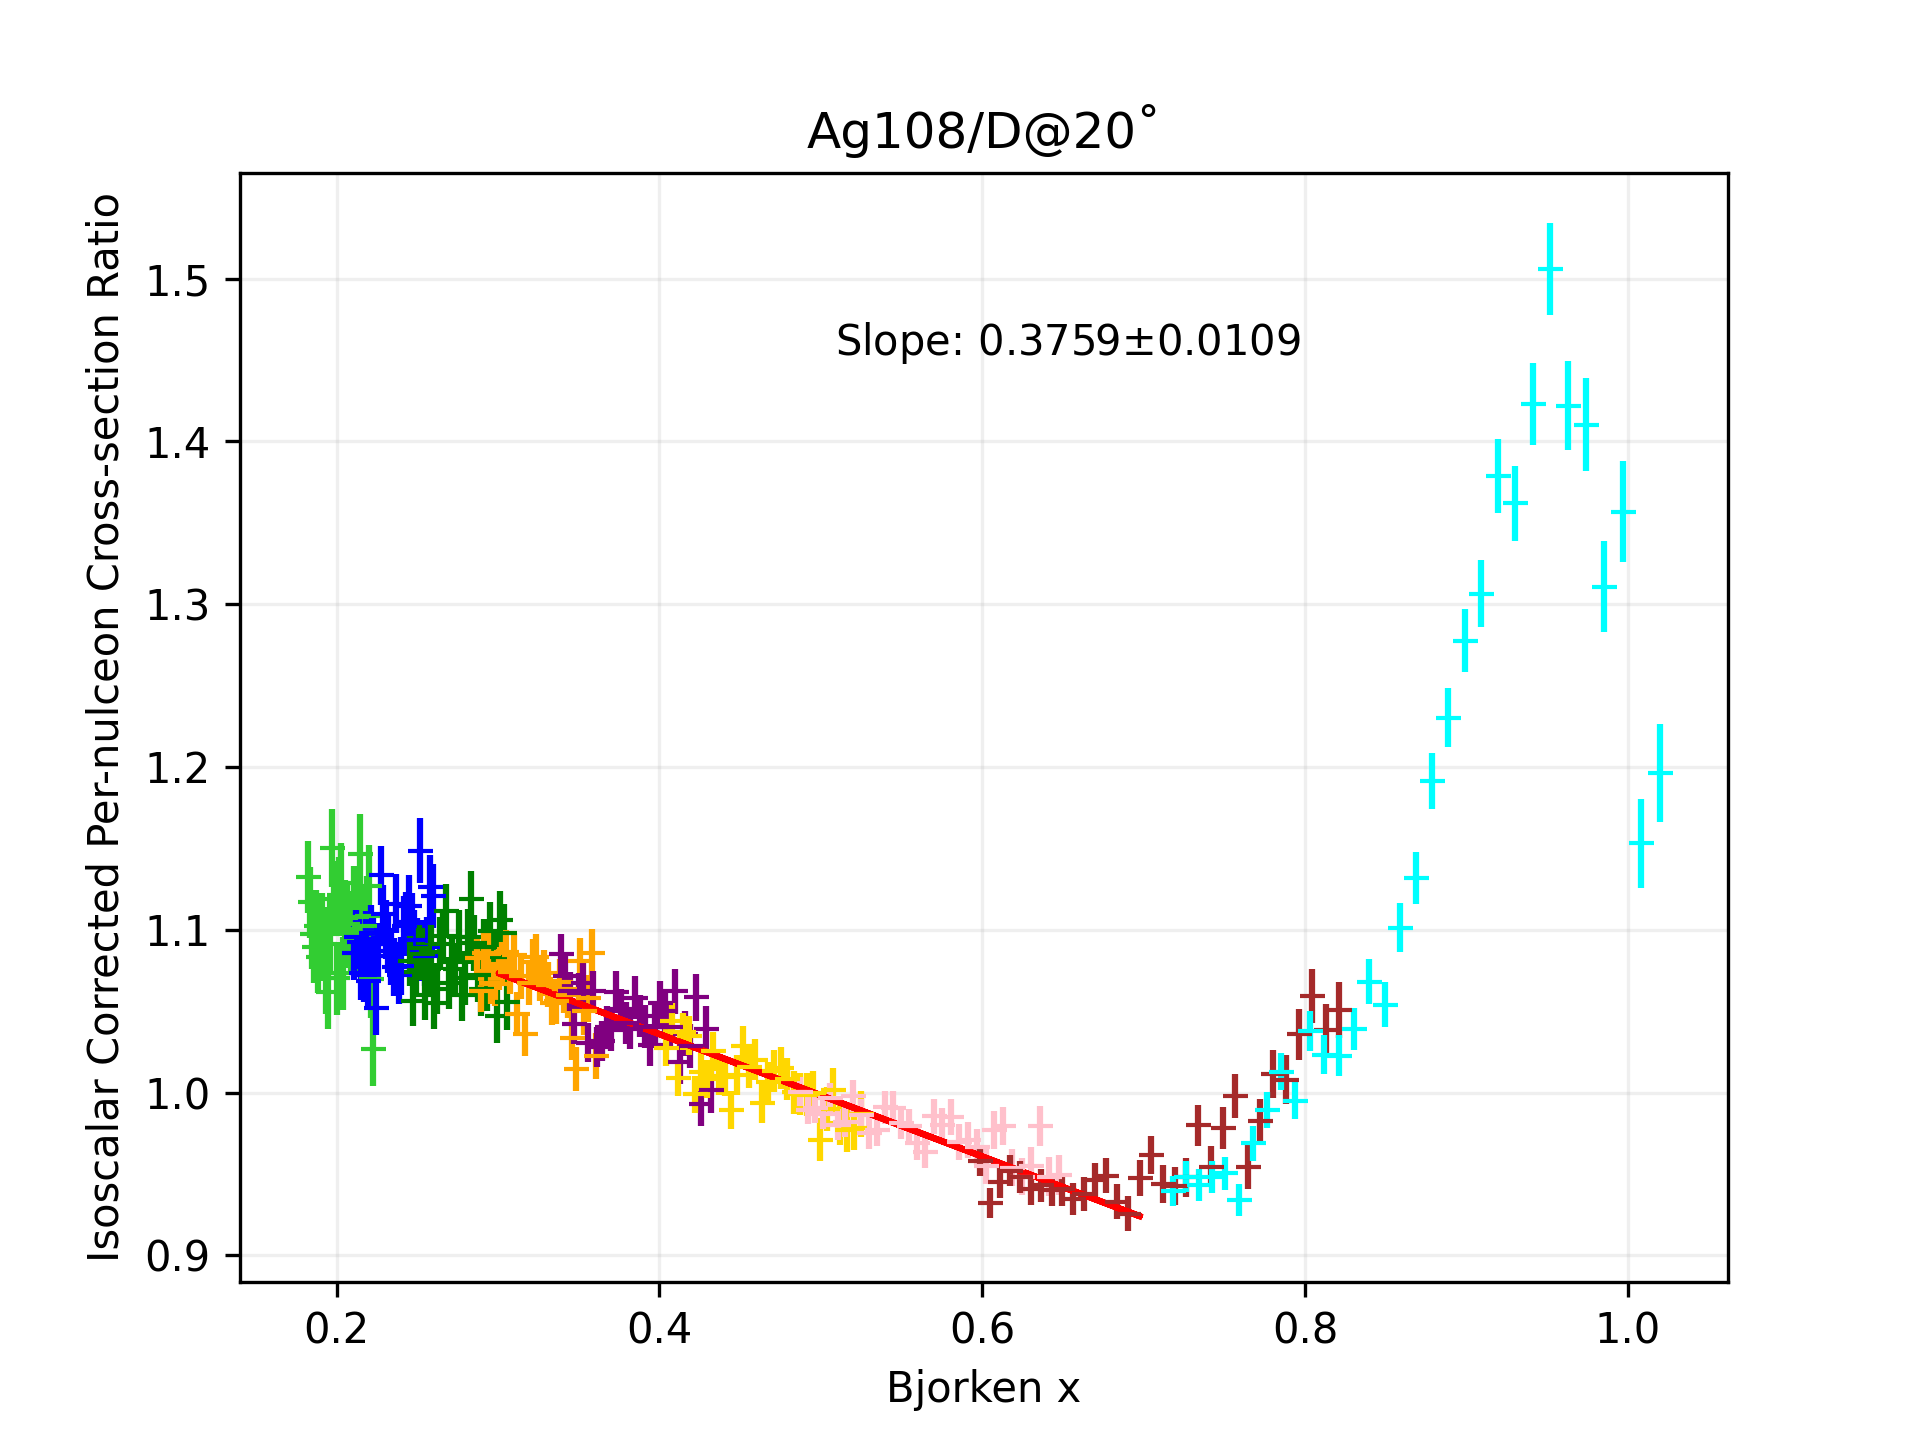 Ag108/D@20˚
Isoscalar Corrected Per-nulceon Cross-section Ratio
1.5
1.4
1.3
1.2
1.1
1.0
0.9
Slope: 0.3759±0.0109
0.2 0.4 0.6 0.8 1.0
Bjorken x